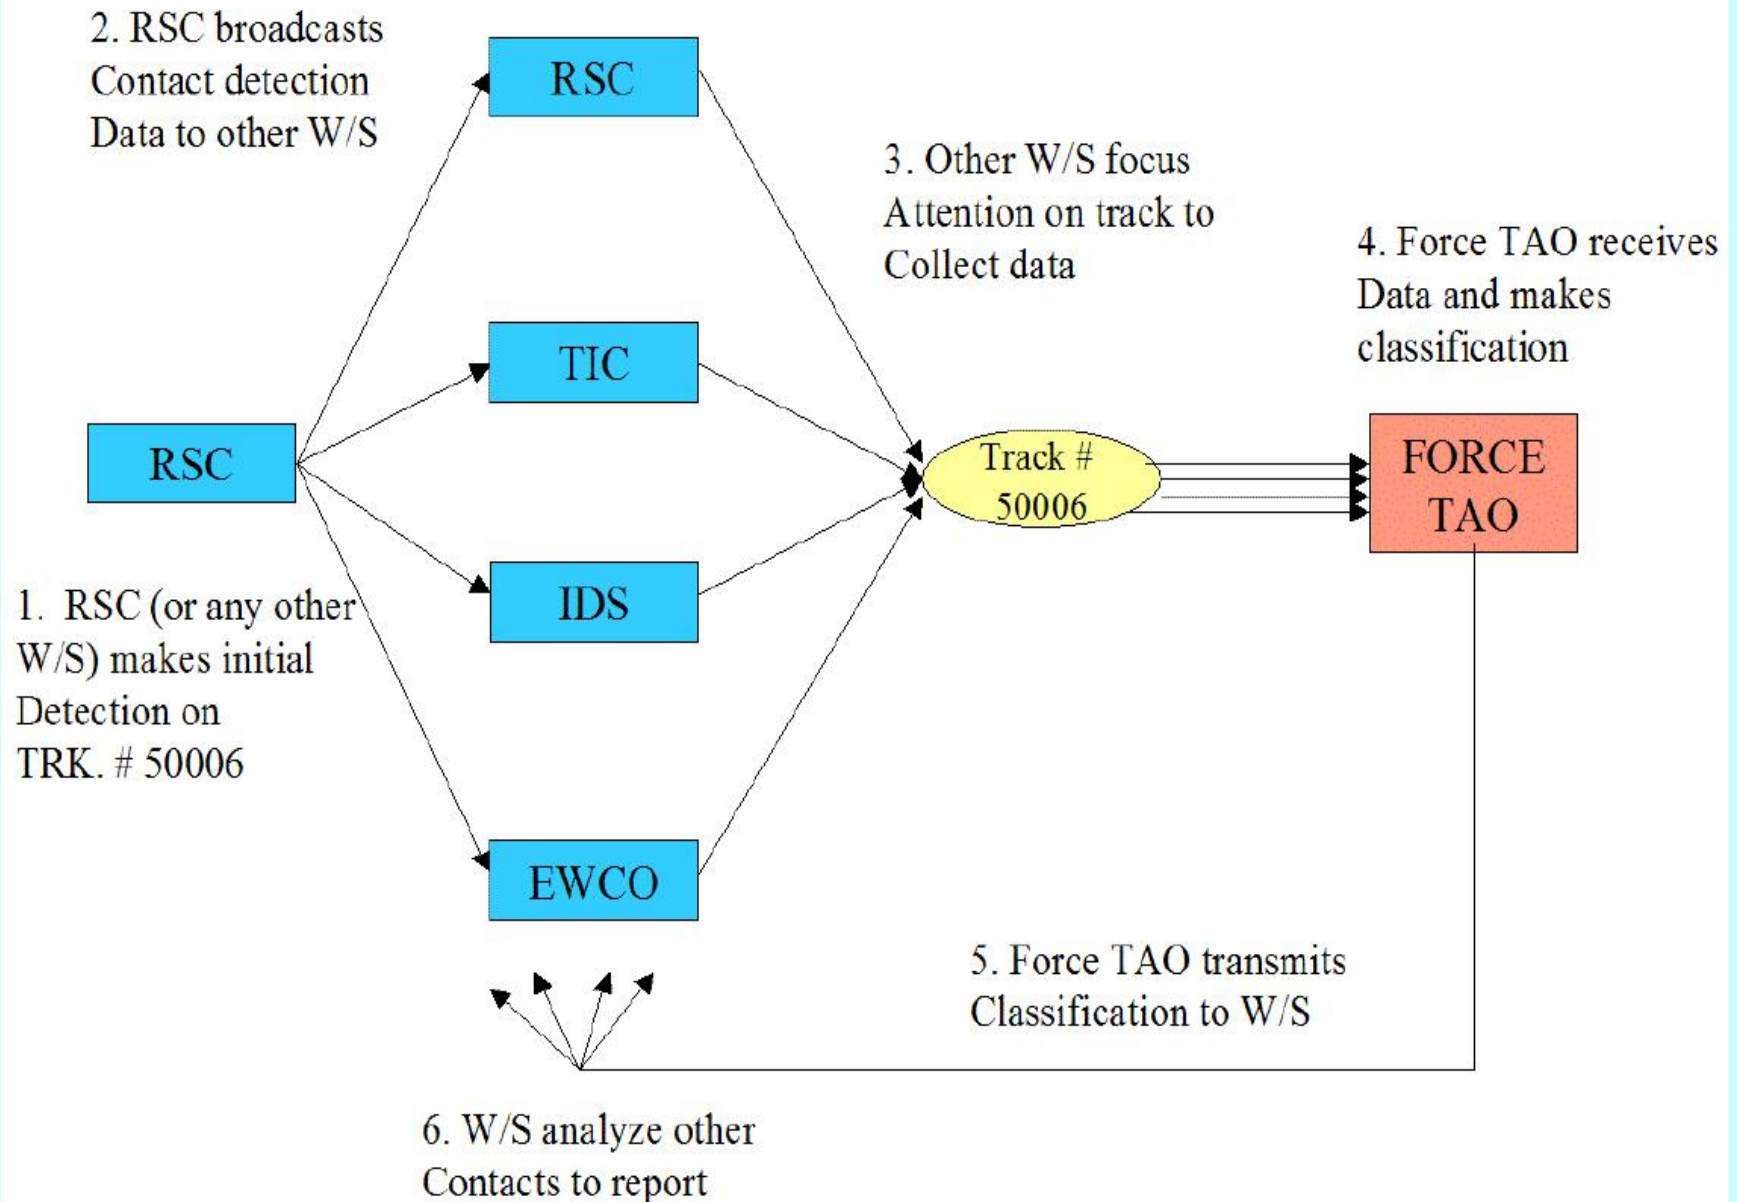 2. RSC broadcasts
Contact detection
Data to other W/S
RSC
3. Other W/S focus
Attention on track to
Collect data
4. Force TAO receives
Data and makes
classification
TIC
RSC
Track #
50006
FORCE
TAO
IDS
1. RSC (or any other
W/S) makes initial
Detection on
TRK. # 50006
EWCO
5. Force TAO transmits
Classification to W/S
6. W/S analyze other
Contacts to report